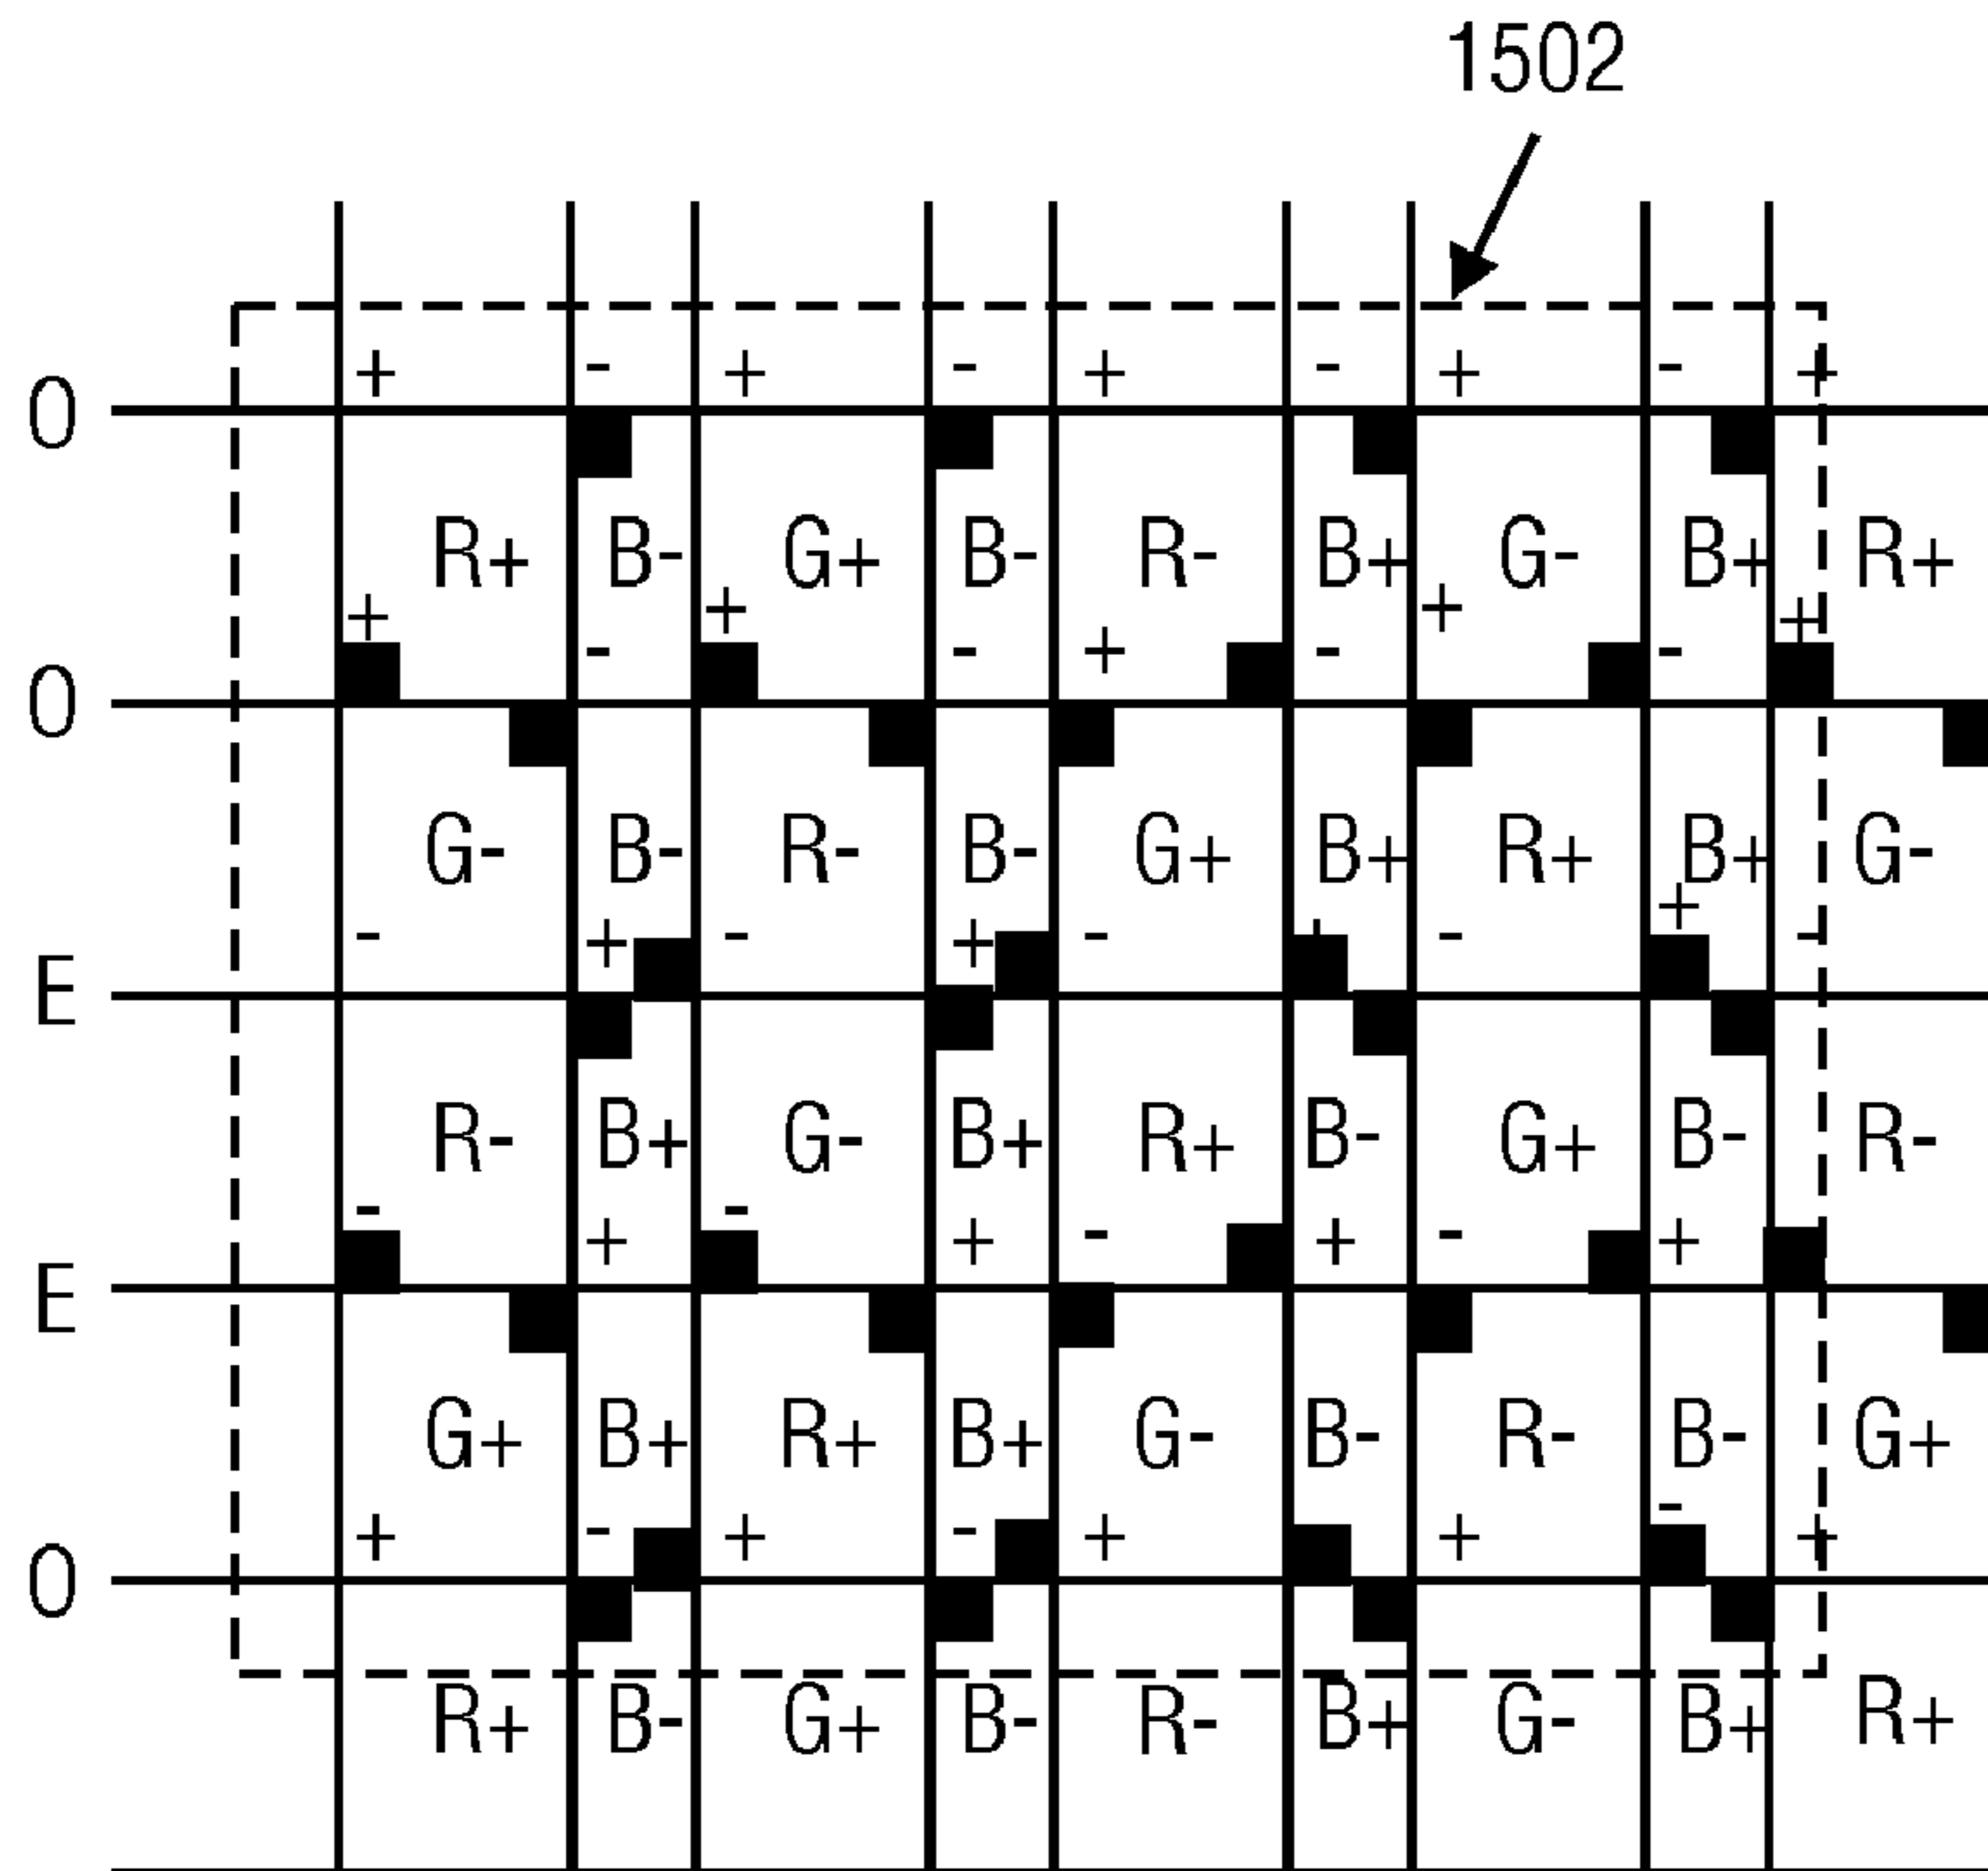 1502
+ - + - + - + - +
O
R+ B- G+ B- R- B+ G- B+ R+
+ - + - + - + - +
O
G- B- R- B- G+ B+ R+ B+ G-
- + - + - + - + -
E
R- B+ G- B+ R+ B- G+ B- R-
- + - + - + - +
E
G+ B+ R+ B+ G- B- R- B- G+
+ - + - + + - +
O
R+ B- G+ B- R- B+ G- B+ R+